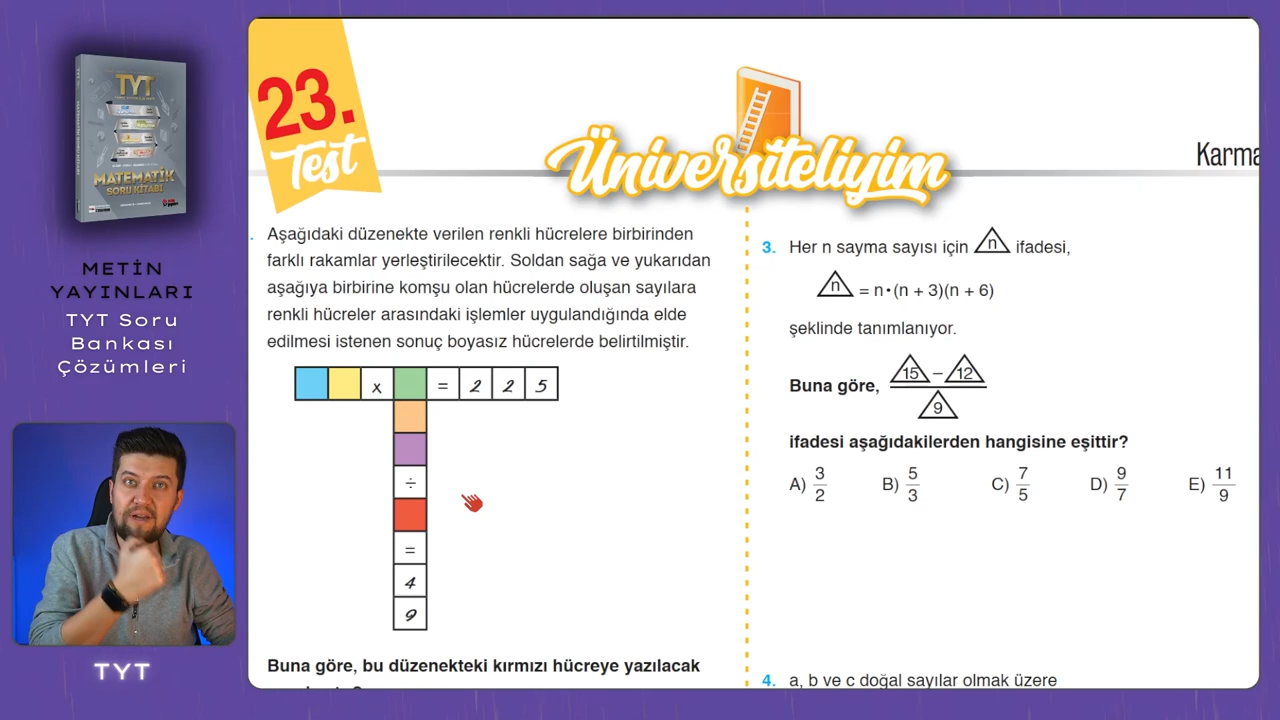 TYT
MATEMATİK
SORU KİTABI
METİN
YAYINLARI
TYT Soru
Bankası
Çözümleri
TYT
23.
Test
Üniversiteliyim
Karma
Aşağıdaki düzenekte verilen renkli hücrelere birbirinden
farklı rakamlar yerleştirilecektir. Soldan sağa ve yukarıdan
aşağıya birbirine komşu olan hücrelerde oluşan sayılara
renkli hücreler arasındaki işlemler uygulandığında elde
edilmesi istenen sonuç boyasız hücrelerde belirtilmiştir.
x = 2 2 5
÷
=
4
9
Buna göre, bu düzenekteki kırmızı hücreye yazılacak
3. Her n sayma sayısı için n ifadesi,
n = n•(n + 3)(n + 6)
şeklinde tanımlanıyor.
Buna göre, 15 – 12
9
ifadesi aşağıdakilerden hangisine eşittir?
A) 3/2 B) 5/3 C) 7/5 D) 9/7 E) 11/9
4. a, b ve c doğal sayılar olmak üzere